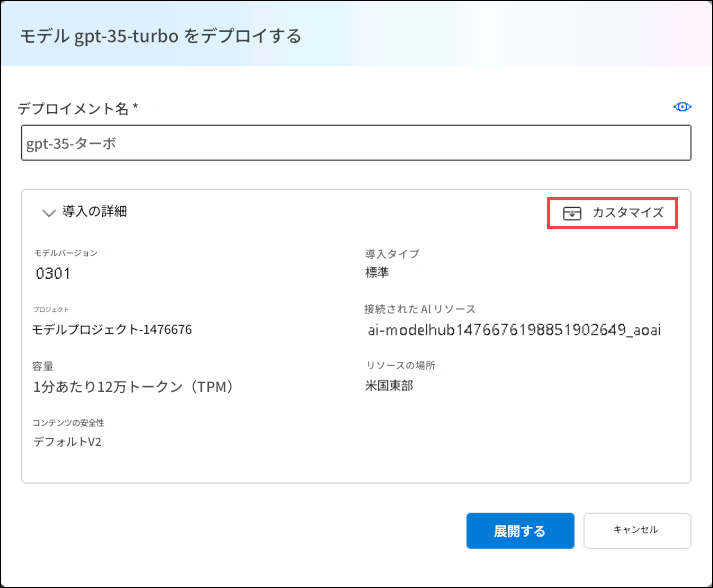 モデル gpt-35-turbo をデプロイする
デプロイメント名 *
gpt-35-ターボ
導入の詳細
カスタマイズ
モデルバージョン
0301
導入タイプ
標準
プロジェクト
モデルプロジェクト-1476676
接続された AI リソース
ai-modelhub1476676198851902649_aoai
容量
1分あたり12万トークン（TPM）
リソースの場所
米国東部
コンテンツの安全性
デフォルトV2
展開する
キャンセル